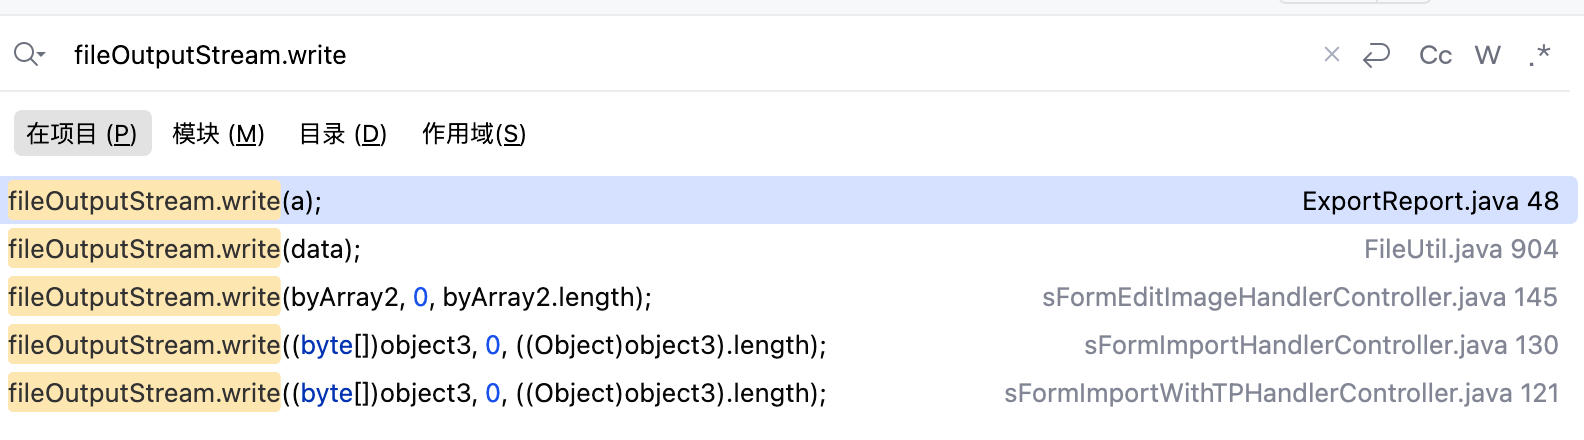 fileOutputStream.write
Cc W .*
在项目 (P) 模块 (M) 目录 (D) 作用域(S)
fileOutputStream.write(a); ExportReport.java 48
fileOutputStream.write(data); FileUtil.java 904
fileOutputStream.write(byArray2, 0, byArray2.length); sFormEditImageHandlerController.java 145
fileOutputStream.write((byte[])object3, 0, ((Object)object3).length); sFormImportHandlerController.java 130
fileOutputStream.write((byte[])object3, 0, ((Object)object3).length); sFormImportWithTPHandlerController.java 121